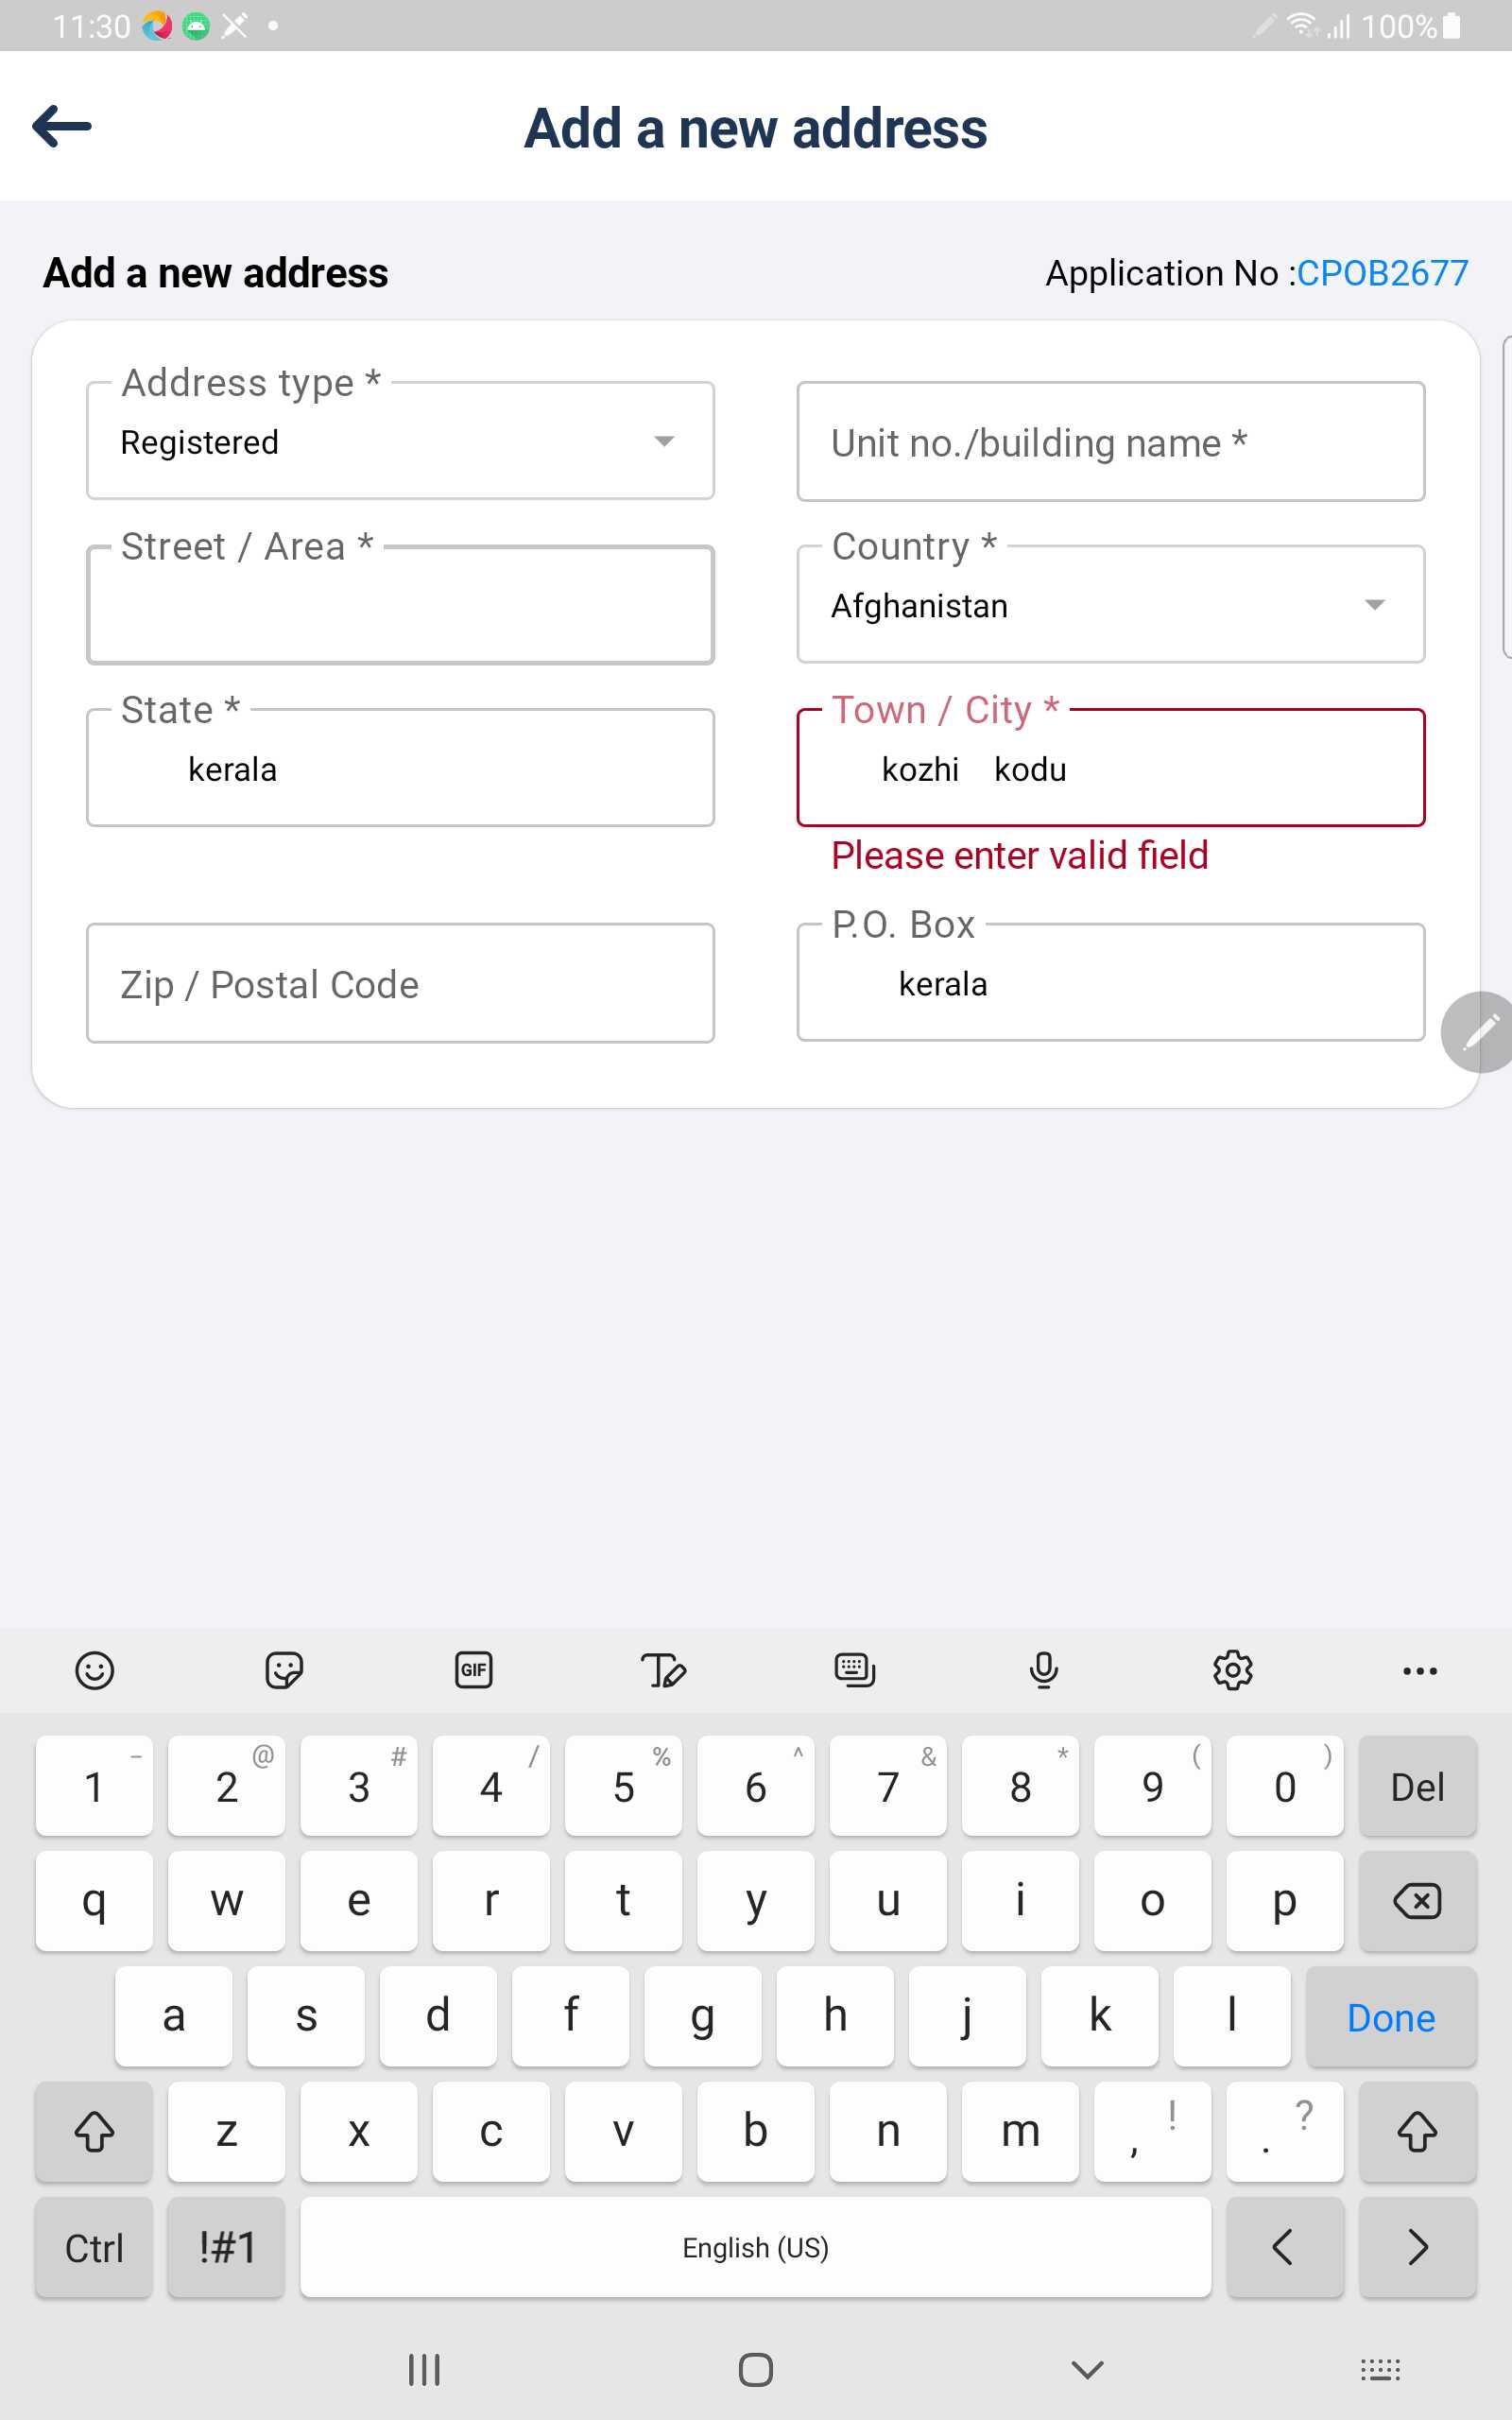 11:30 100%
Add a new address
Add a new address Application No :CPOB2677
Address type *
Registered
Unit no./building name *
Street / Area *
Country *
Afghanistan
State *
kerala
Town / City *
kozhi kodu
Please enter valid field
Zip / Postal Code
P.O. Box
kerala
GIF T
1 – 2 @ 3 # 4 / 5 % 6 ^ 7 & 8 * 9 ( 0 ) Del
q w e r t y u i o p
a s d f g h j k l Done
z x c v b n m , ! . ?
Ctrl !#1 English (US) < >